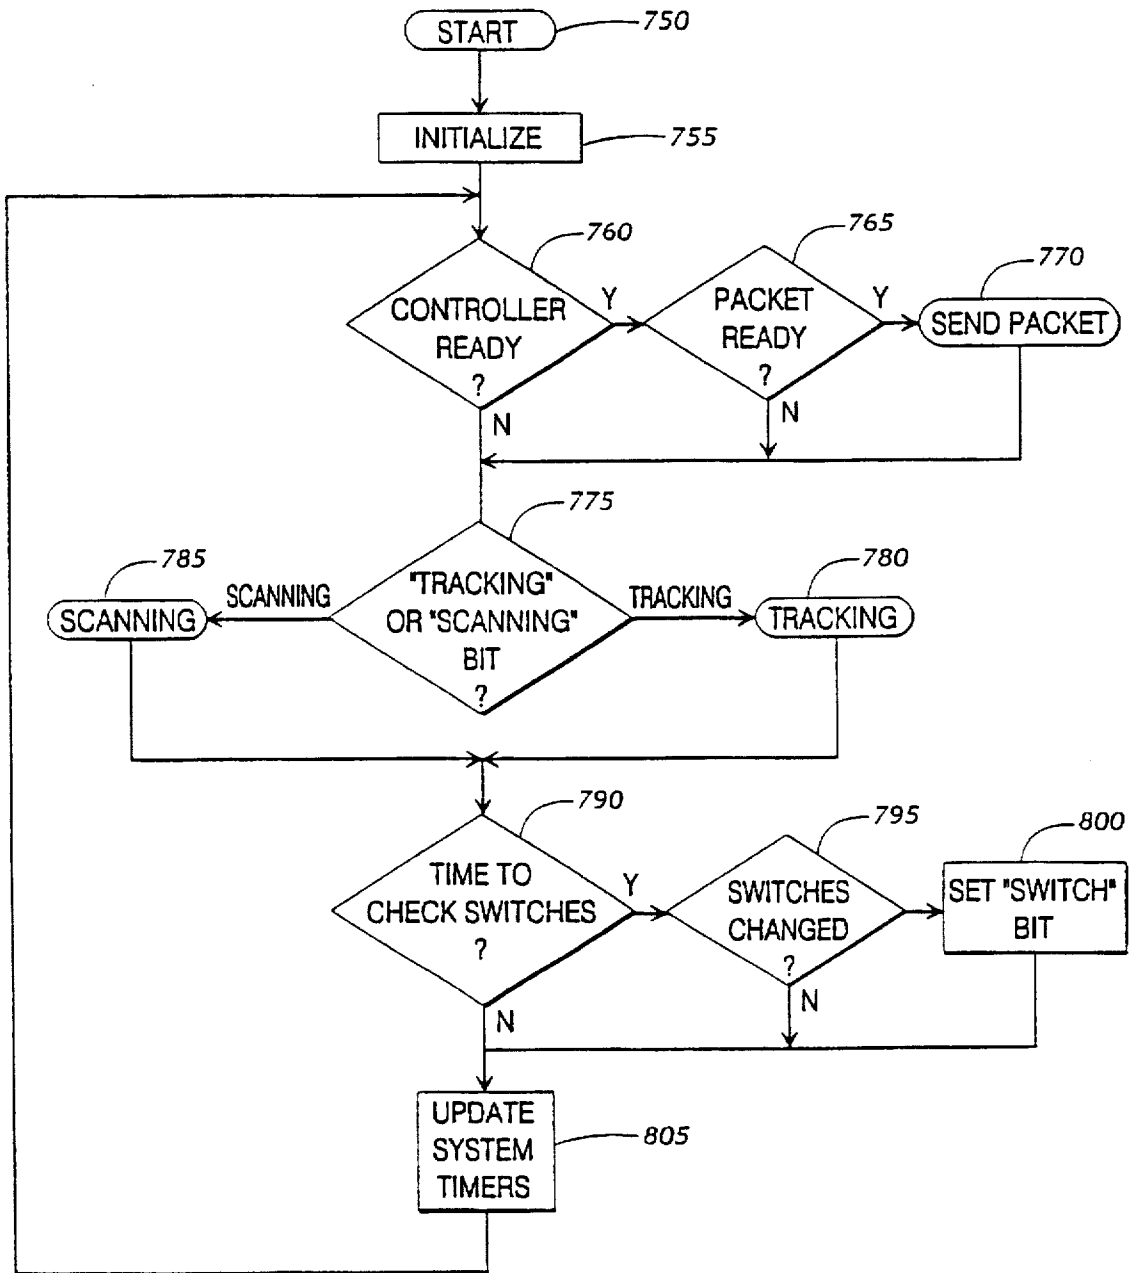 START
750
INITIALIZE
755
760
765
770
CONTROLLER
READY
?
Y
PACKET
READY
?
Y
SEND PACKET
N
N
775
785
780
SCANNING
SCANNING
"TRACKING"
OR "SCANNING"
BIT
?
TRACKING
TRACKING
790
795
800
TIME TO
CHECK SWITCHES
?
Y
SWITCHES
CHANGED
?
SET "SWITCH"
BIT
N
N
UPDATE
SYSTEM
TIMERS
805